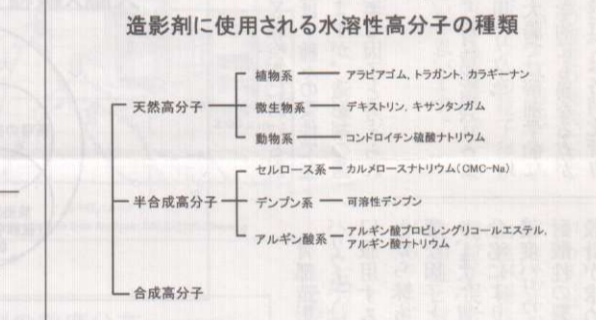 造影剤に使用される水溶性高分子の種類
天然高分子
植物系
アラビアゴム、トラガント、カラギーナン
微生物系
デキストリン、キサンタンガム
動物系
コンドロイチン硫酸ナトリウム
半合成高分子
セルロース系
カルメロースナトリウム(CMC-Na)
デンプン系
可溶性デンプン
アルギン酸系
アルギン酸プロピレングリコールエステル、
アルギン酸ナトリウム
合成高分子